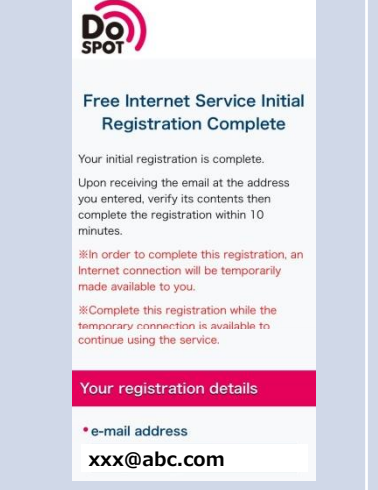 Do
SPOT
Free Internet Service Initial
Registration Complete
Your initial registration is complete.
Upon receiving the email at the address
you entered, verify its contents then
complete the registration within 10
minutes.
※In order to complete this registration, an
Internet connection will be temporarily
made available to you.
※Complete this registration while the
temporary connection is available to
continue using the service.
Your registration details
•e-mail address
xxx@abc.com